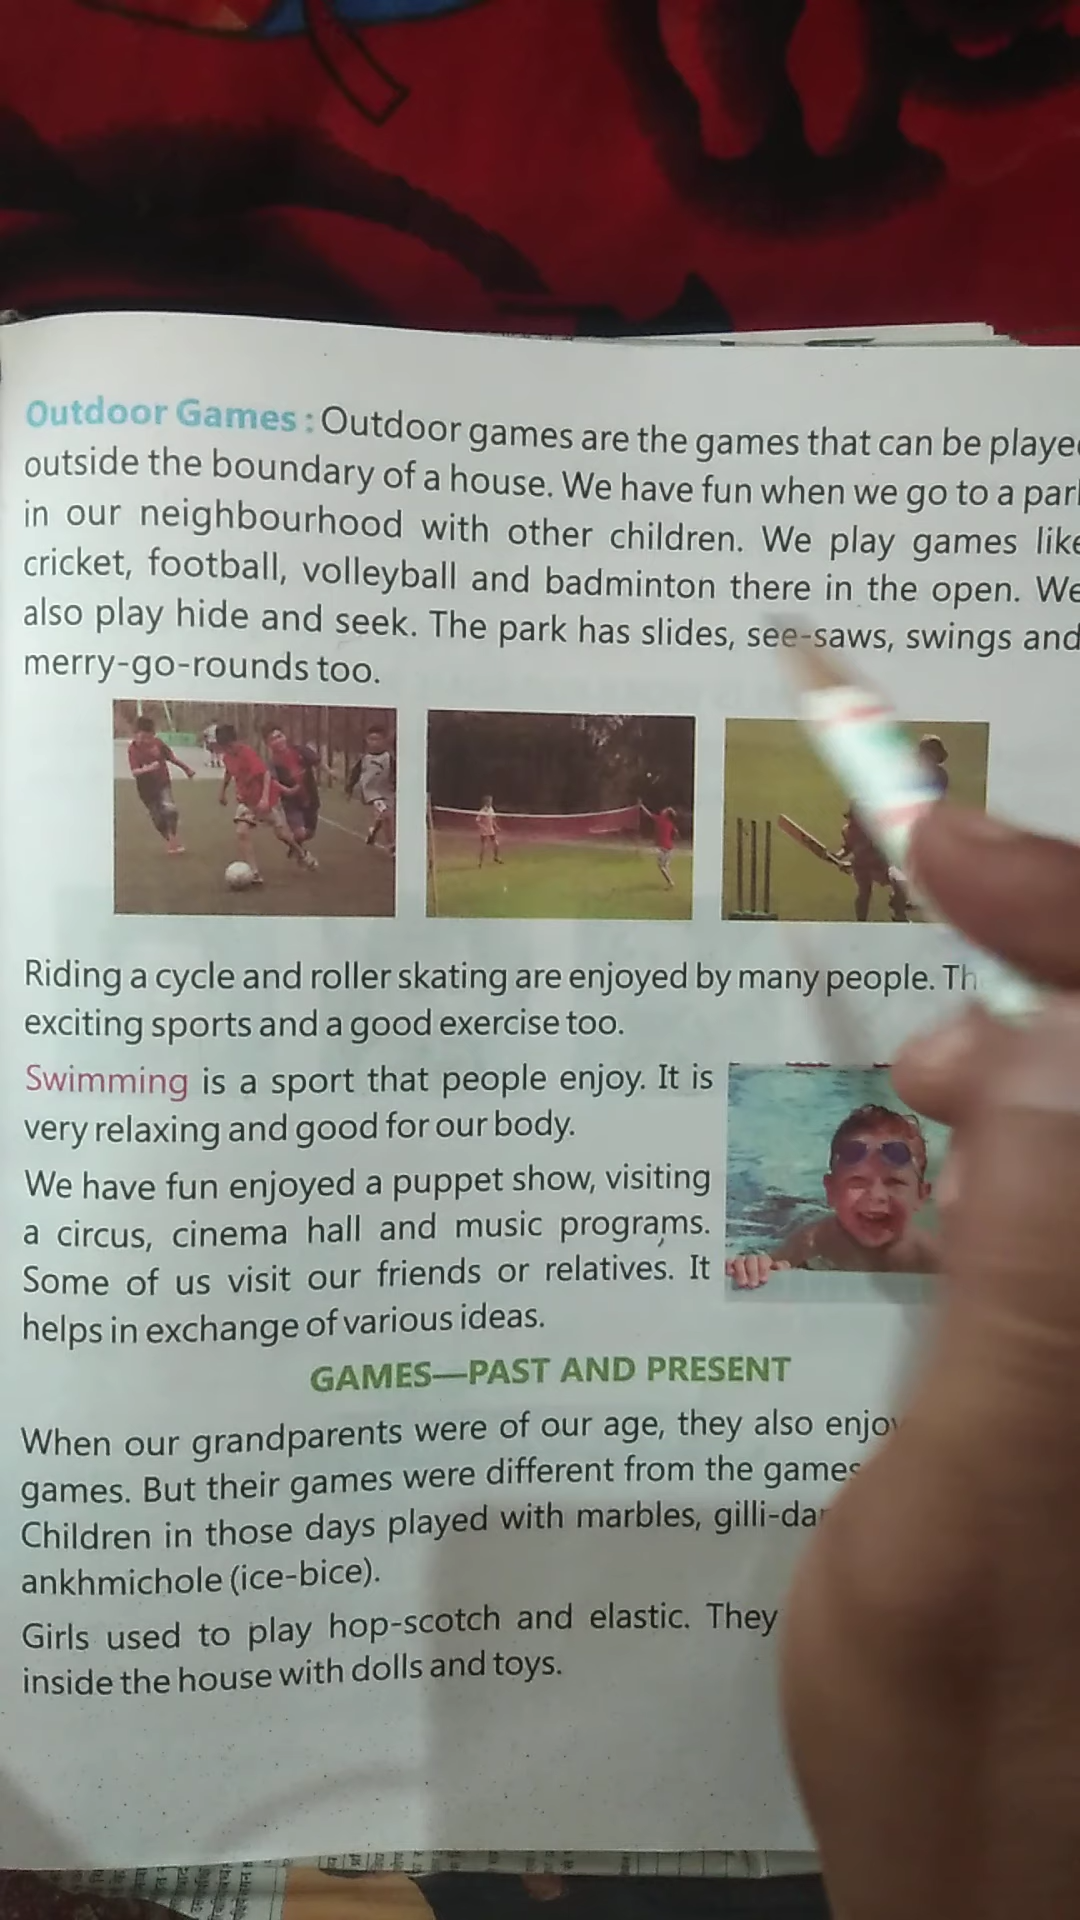 Outdoor Games : Outdoor games are the games that can be
outside the boundary of a house. We have fun when we go to a
in our neighbourhood with other children. We play games like
cricket, football, volleyball and badminton there in the open. We
also play hide and seek. The park has slides, see-saws, swings and
merry-go-rounds too.
Riding a cycle and roller skating are enjoyed by many people.
exciting sports and a good exercise too.
Swimming is a sport that people enjoy. It is
very relaxing and good for our body.
We have fun enjoyed a puppet show, visiting
a circus, cinema hall and music programs.
Some of us visit our friends or relatives. It
helps in exchange of various ideas.
GAMES—PAST AND PRESENT
When our grandparents were of our age, they also
games. But their games were different from the games
Children in those days played with marbles,
ankhmichole (ice-bice).
Girls used to play hop-scotch and elastic. They
inside the house with dolls and toys.